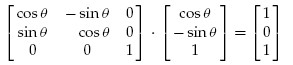 [cos θ  − sin θ  0]   [cos θ]   [1]
[sin θ  cos θ  0] · [− sin θ] = [0]
[0  0  1]   [1]   [1]